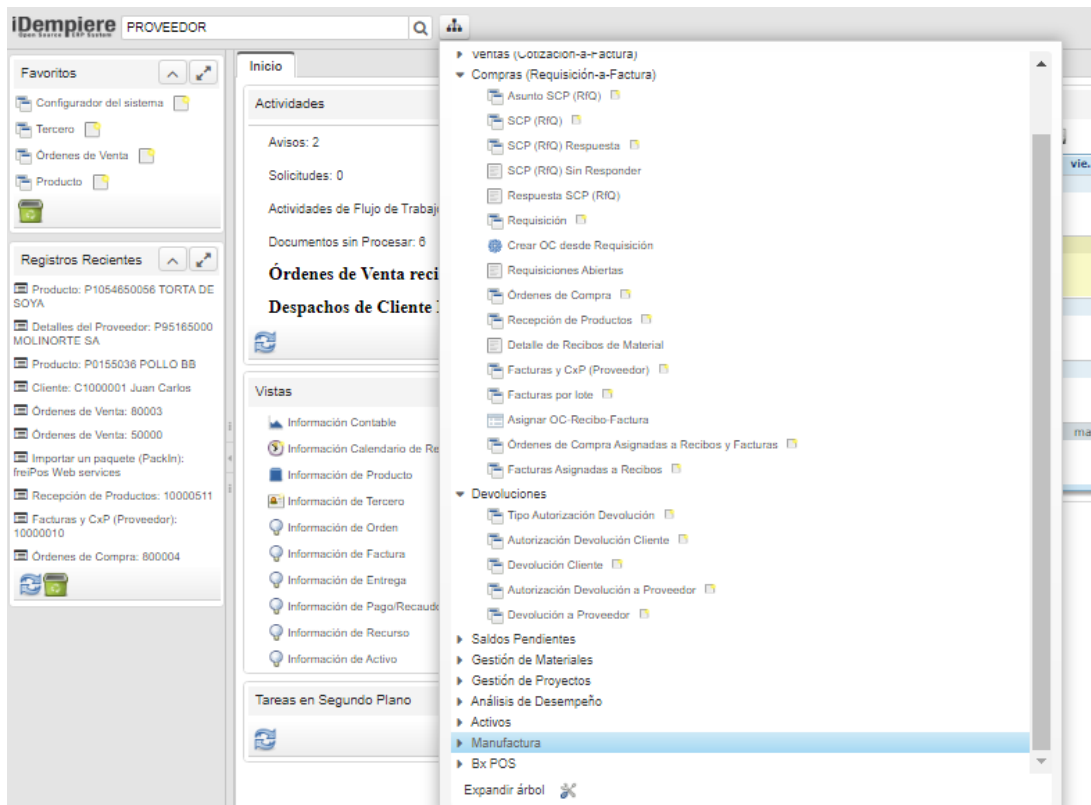 iDempiere
Open Source ERP System
PROVEEDOR
Favoritos
Configurador del sistema
Tercero
Órdenes de Venta
Producto
Registros Recientes
Producto: P1054650056 TORTA DE
SOYA
Detalles del Proveedor: P95165000
MOLINORTE SA
Producto: P0155036 POLLO BB
Cliente: C1000001 Juan Carlos
Órdenes de Venta: 80003
Órdenes de Venta: 50000
Importar un paquete (PackIn):
freiPos Web services
Recepción de Productos: 10000511
Facturas y CxP (Proveedor):
10000010
Órdenes de Compra: 800004
Inicio
Actividades
Avisos: 2
Solicitudes: 0
Actividades de Flujo de Trabaj
Documentos sin Procesar: 6
Órdenes de Venta reci
Despachos de Cliente
Vistas
Información Contable
Información Calendario de Re
Información de Producto
Información de Tercero
Información de Orden
Información de Factura
Información de Entrega
Información de Pago/Recaudo
Información de Recurso
Información de Activo
Tareas en Segundo Plano
Ventas (Cotización-a-Factura)
Compras (Requisición-a-Factura)
Asunto SCP (RfQ)
SCP (RfQ)
SCP (RfQ) Respuesta
SCP (RfQ) Sin Responder
Respuesta SCP (RfQ)
Requisición
Crear OC desde Requisición
Requisiciones Abiertas
Órdenes de Compra
Recepción de Productos
Detalle de Recibos de Material
Facturas y CxP (Proveedor)
Facturas por lote
Asignar OC-Recibo-Factura
Órdenes de Compra Asignadas a Recibos y Facturas
Facturas Asignadas a Recibos
Devoluciones
Tipo Autorización Devolución
Autorización Devolución Cliente
Devolución Cliente
Autorización Devolución a Proveedor
Devolución a Proveedor
Saldos Pendientes
Gestión de Materiales
Gestión de Proyectos
Análisis de Desempeño
Activos
Manufactura
Bx POS
Expandir árbol
vie.
ma